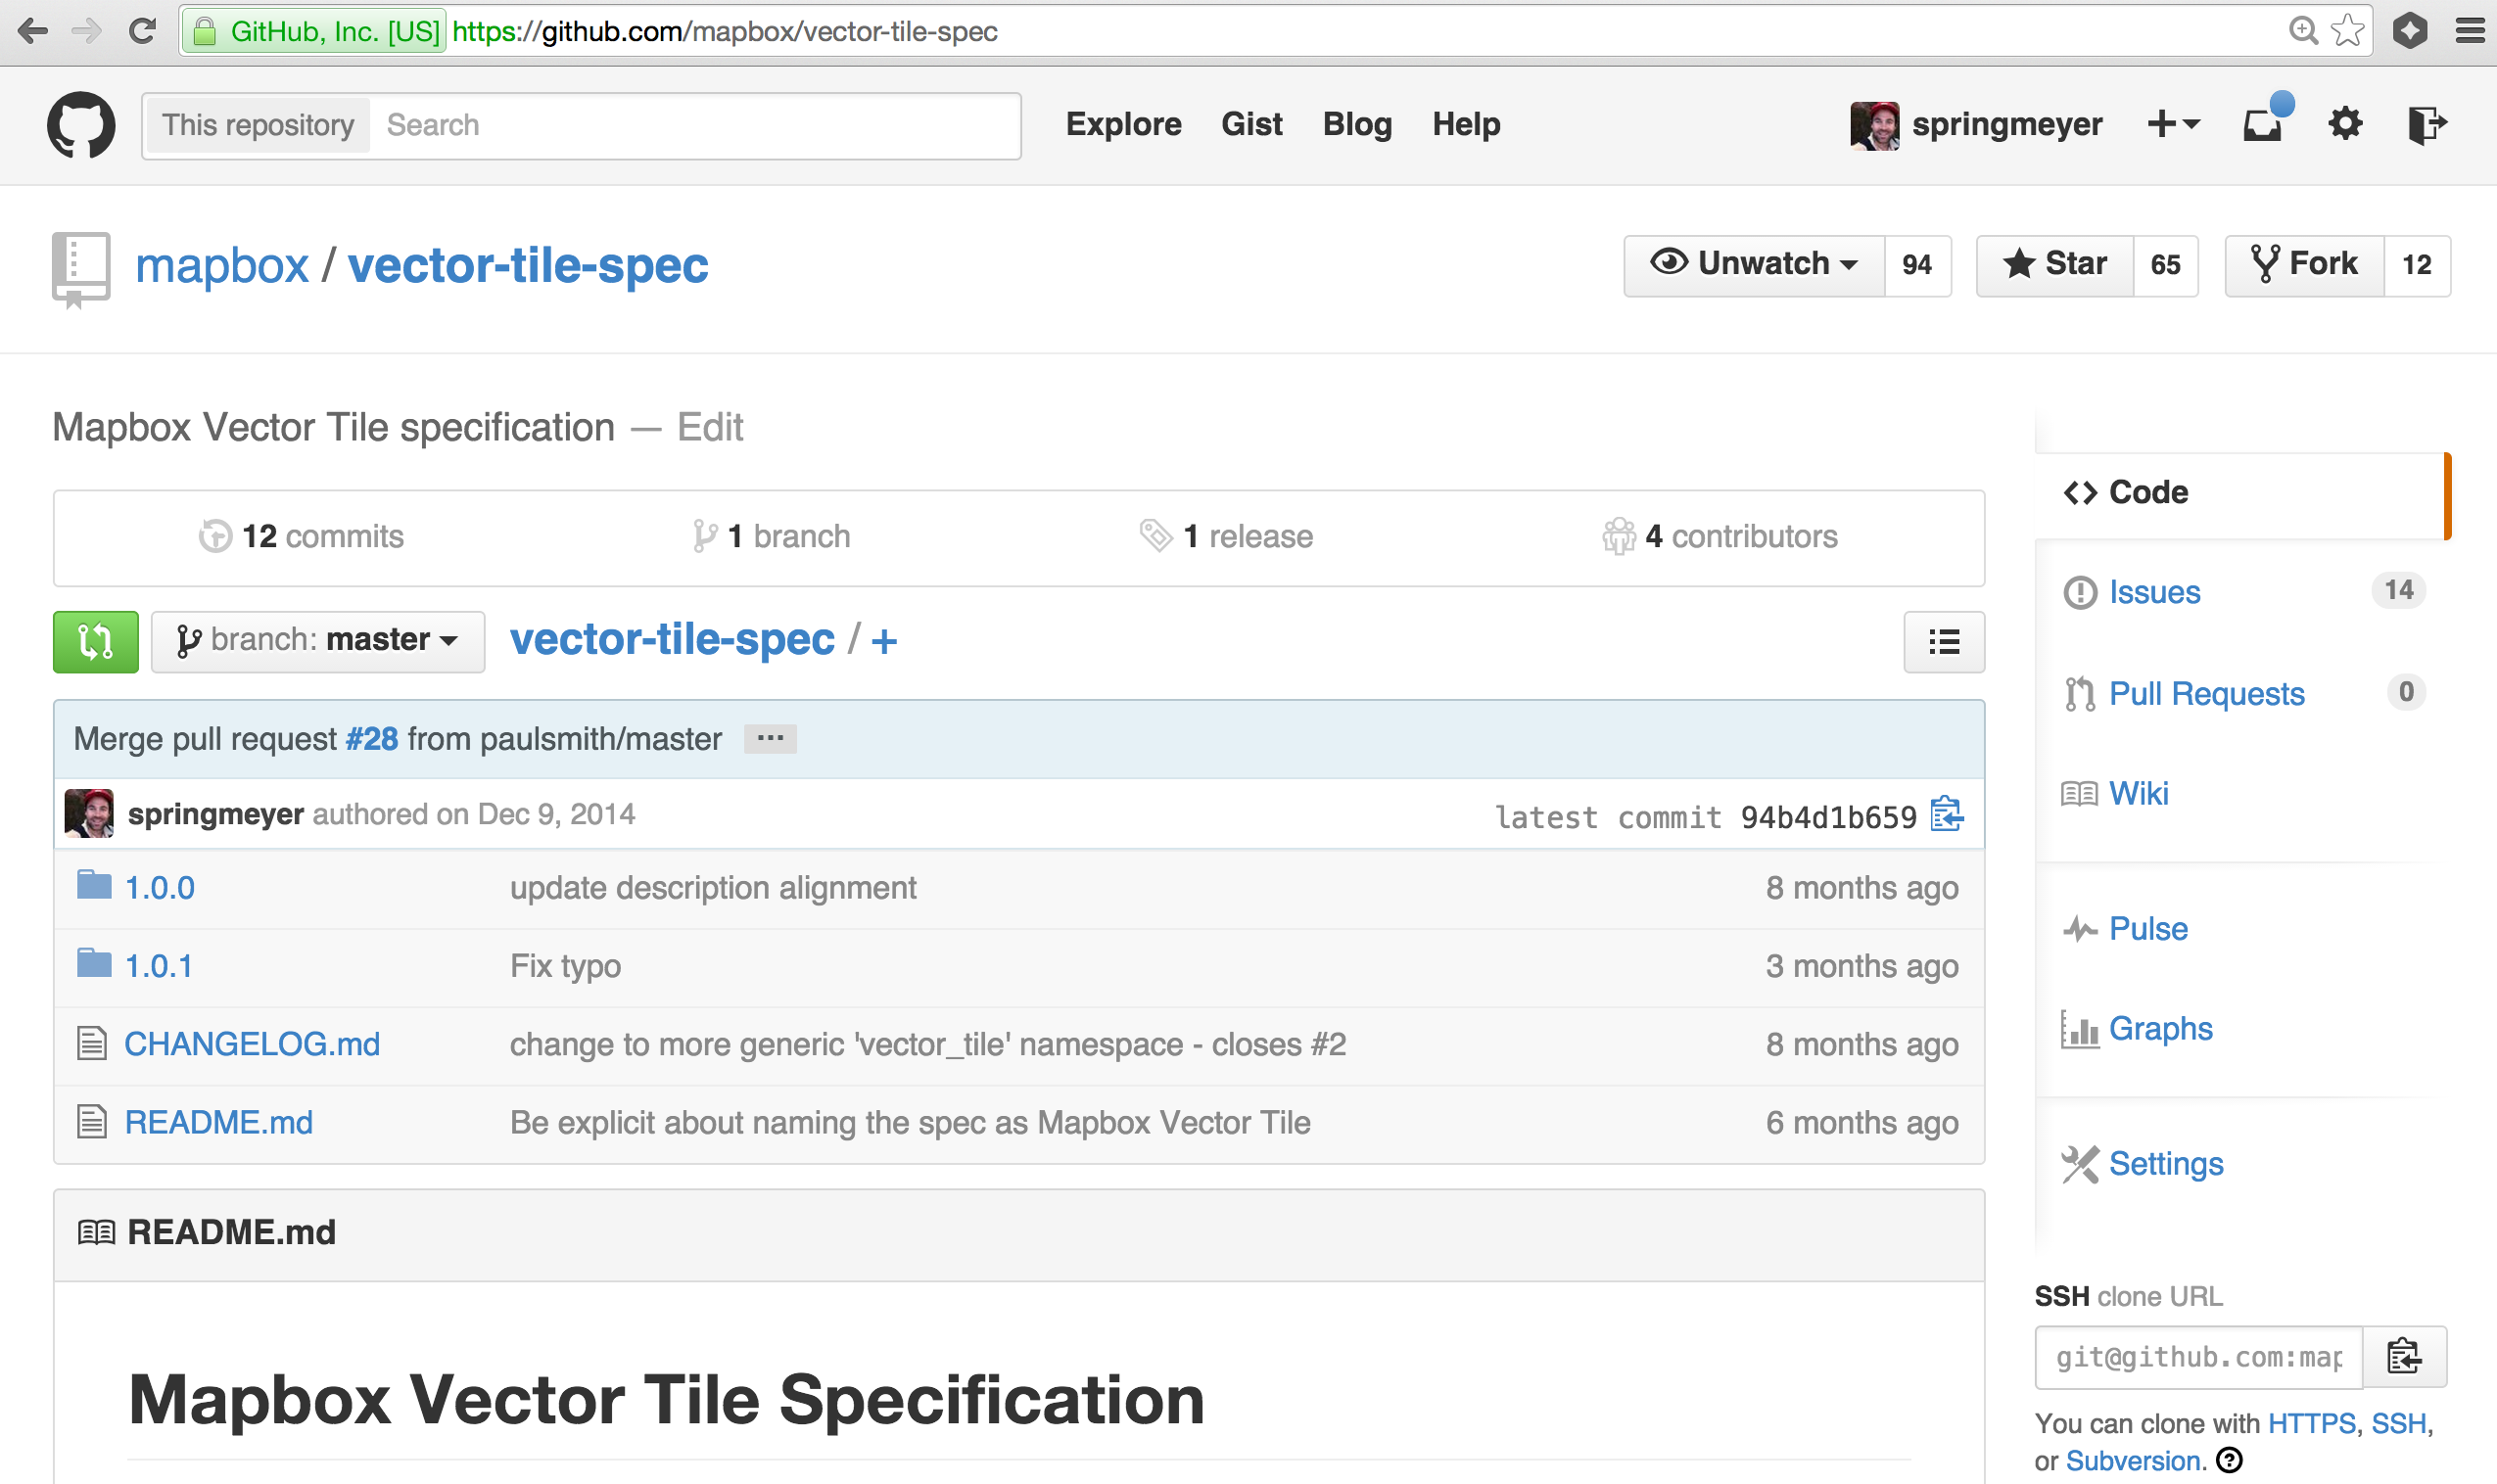 GitHub, Inc. [US] https://github.com/mapbox/vector-tile-spec
This repository Search Explore Gist Blog Help springmeyer
mapbox / vector-tile-spec Unwatch 94 Star 65 Fork 12
Mapbox Vector Tile specification — Edit
12 commits 1 branch 1 release 4 contributors
branch: master vector-tile-spec / +
Merge pull request #28 from paulsmith/master ...
springmeyer authored on Dec 9, 2014 latest commit 94b4d1b659
1.0.0 update description alignment 8 months ago
1.0.1 Fix typo 3 months ago
CHANGELOG.md change to more generic 'vector_tile' namespace - closes #2 8 months ago
README.md Be explicit about naming the spec as Mapbox Vector Tile 6 months ago
README.md
Mapbox Vector Tile Specification
Code
Issues 14
Pull Requests 0
Wiki
Pulse
Graphs
Settings
SSH clone URL
git@github.com:map
You can clone with HTTPS, SSH,
or Subversion.